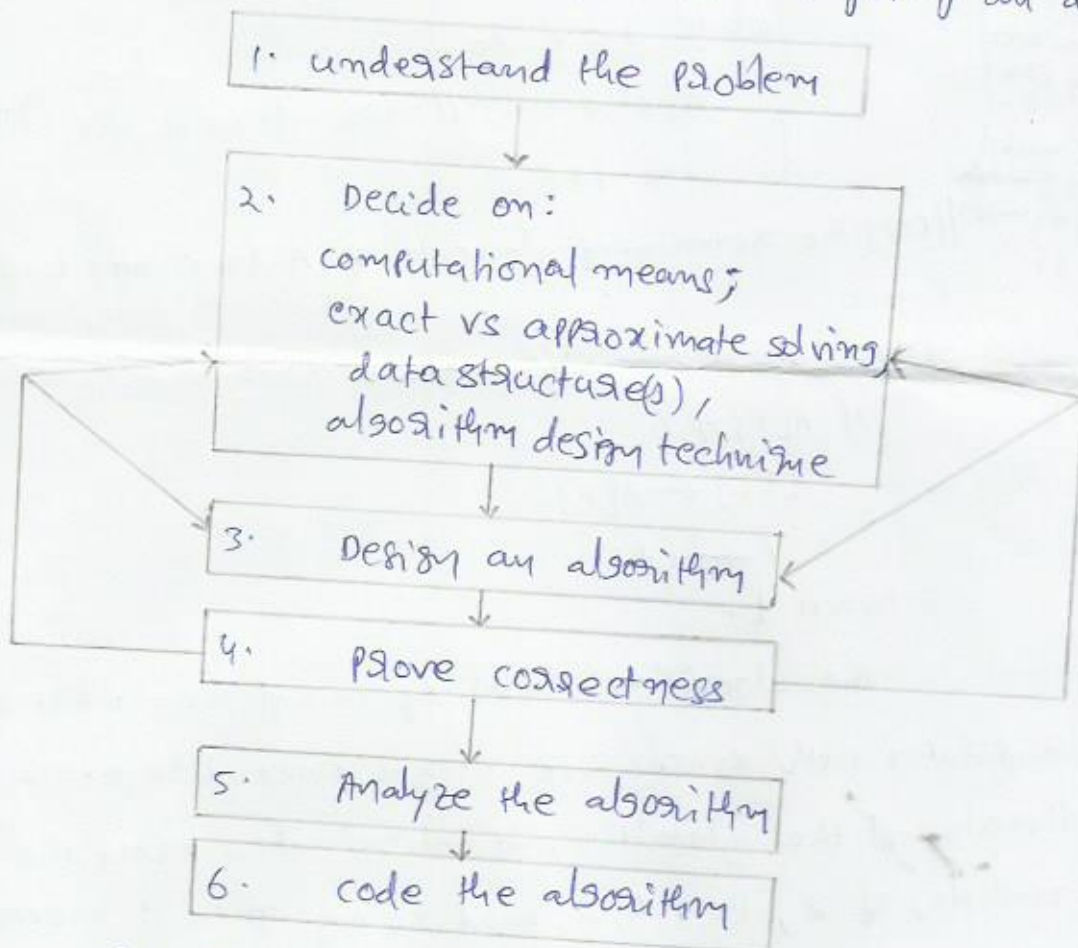 1. understand the problem
2. Decide on:
computational means;
exact vs approximate solving,
data structure(s),
algorithm design technique
3. Design an algorithm
4. prove correctness
5. Analyze the algorithm
6. code the algorithm